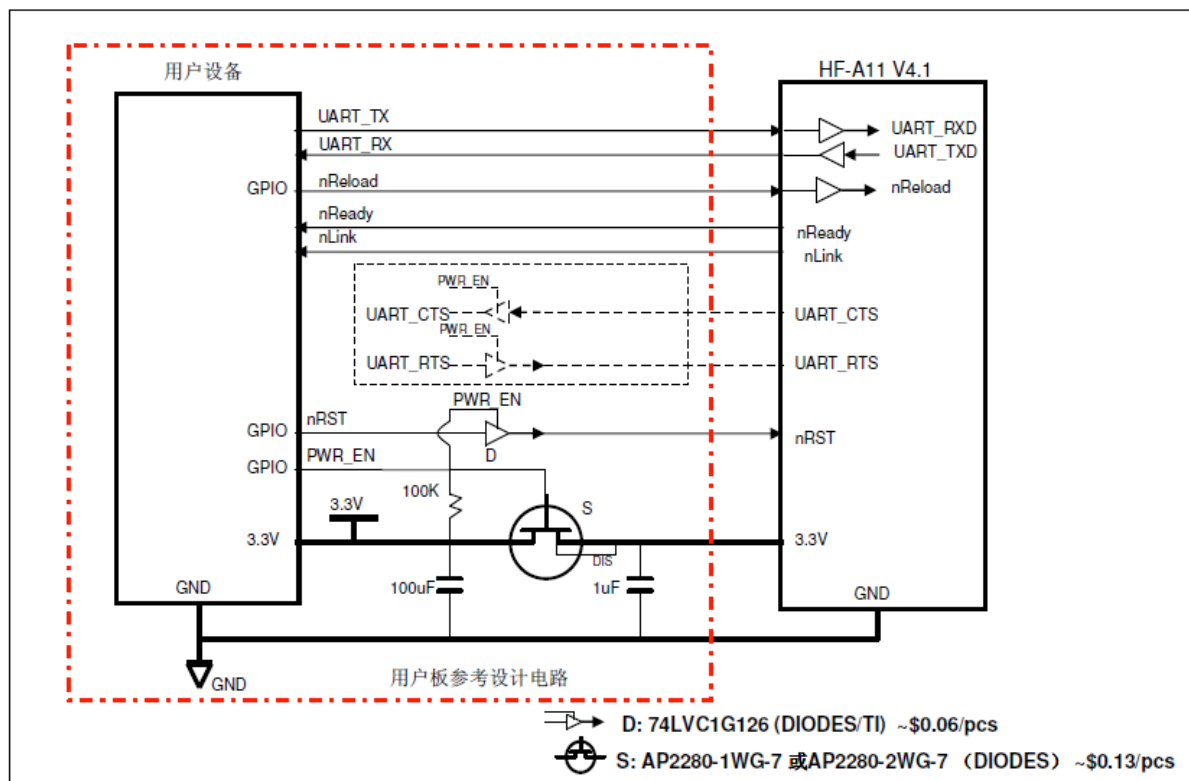 用户设备
HF-A11 V4.1
UART_TX
UART_RXD
UART_RX
UART_TXD
GPIO
nReload
nReload
nReady
nReady
nLink
nLink
PWR_EN
UART_CTS
UART_CTS
PWR_EN
UART_RTS
UART_RTS
PWR_EN
GPIO
nRST
nRST
D
GPIO
PWR_EN
100K
S
3.3V
3.3V
3.3V
DIS
GND
100uF
1uF
GND
GND
用户板参考设计电路
D: 74LVC1G126 (DIODES/TI) ~$0.06/pcs
S: AP2280-1WG-7 或AP2280-2WG-7 （DIODES） ~$0.13/pcs